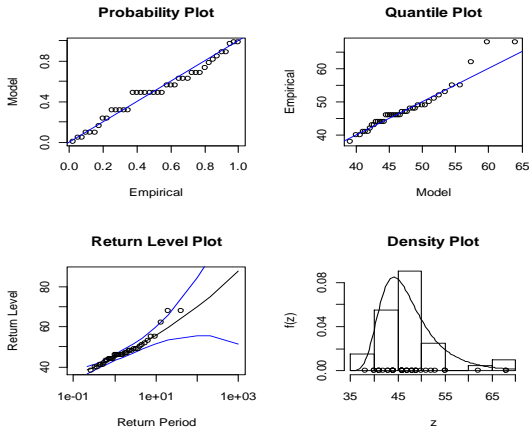 Probability Plot
Model
0.0 0.4 0.8
0.0 0.2 0.4 0.6 0.8 1.0
Empirical
Quantile Plot
Empirical
40 50 60
40 45 50 55 60 65
Model
Return Level Plot
Return Level
40 60 80
1e-01 1e+01 1e+03
Return Period
Density Plot
f(z)
0.00 0.04 0.08
35 45 55 65
z